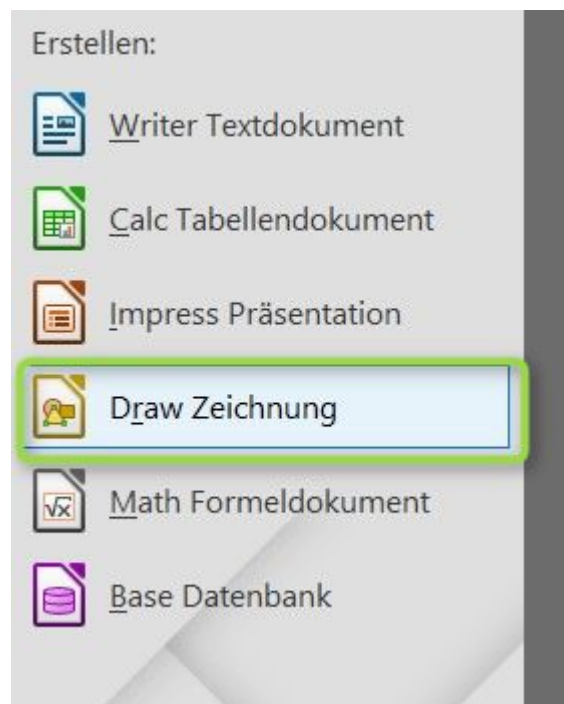 Erstellen:
Writer Textdokument
Calc Tabellendokument
Impress Präsentation
Draw Zeichnung
Math Formeldokument
Base Datenbank